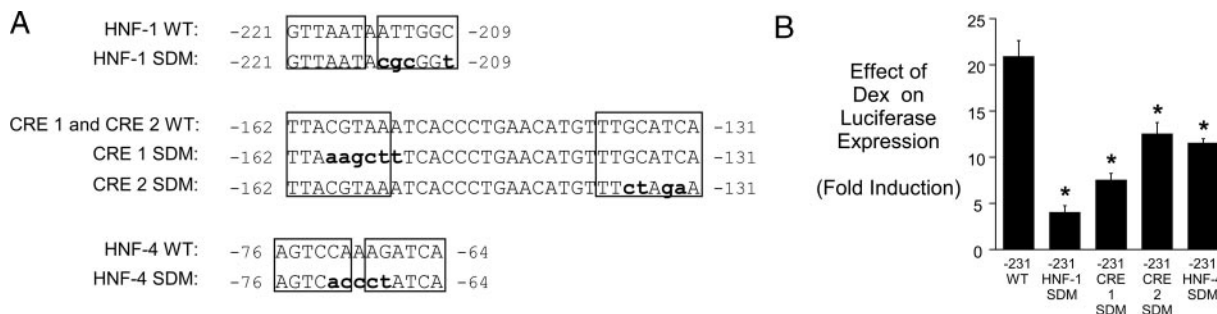 A
HNF-1 WT: -221 GTTAATAATTGGC -209
HNF-1 SDM: -221 GTTAATAcgcGGt -209
CRE 1 and CRE 2 WT: -162 TTACGTAAATCACCCTGAACATGTTTGCATCA -131
CRE 1 SDM: -162 TTAaagcttTCACCCTGAACATGTTTGCATCA -131
CRE 2 SDM: -162 TTACGTAAATCACCCTGAACATGTTTctAgaA -131
HNF-4 WT: -76 AGTCCAAAGATCA -64
HNF-4 SDM: -76 AGTCaccctATCA -64
B
Effect of
Dex on
Luciferase
Expression
(Fold Induction)
25
20
15
10
5
0
* * * *
-231 WT
-231 HNF-1 SDM
-231 CRE 1 SDM
-231 CRE 2 SDM
-231 HNF-4 SDM